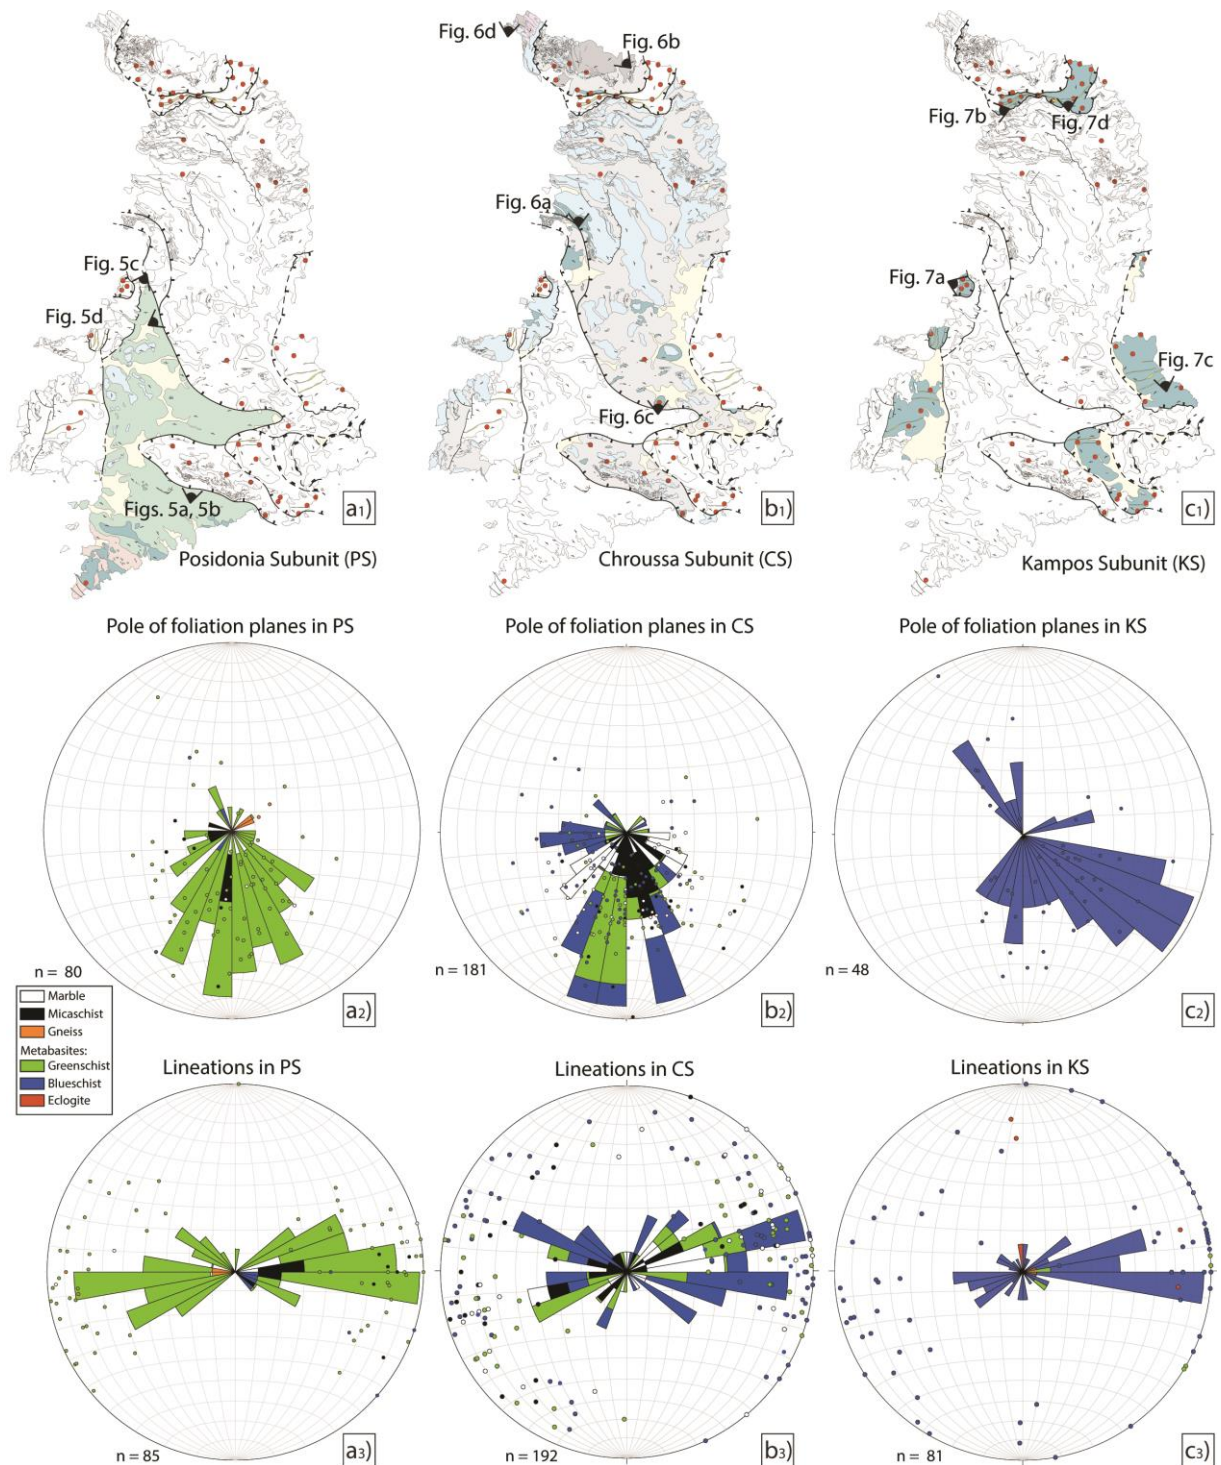 Fig. 6d
Fig. 6b
Fig. 7b
Fig. 7d
Fig. 6a
Fig. 5c
Fig. 7a
Fig. 5d
Fig. 7c
Fig. 6c
Figs. 5a, 5b
a1)
b1)
c1)
Posidonia Subunit (PS)
Chroussa Subunit (CS)
Kampos Subunit (KS)
Pole of foliation planes in PS
Pole of foliation planes in CS
Pole of foliation planes in KS
n = 80
n = 181
n = 48
Marble
Micaschist
Gneiss
Metabasites:
Greenschist
Blueschist
Eclogite
a2)
b2)
c2)
Lineations in PS
Lineations in CS
Lineations in KS
n = 85
a3)
n = 192
b3)
n = 81
c3)